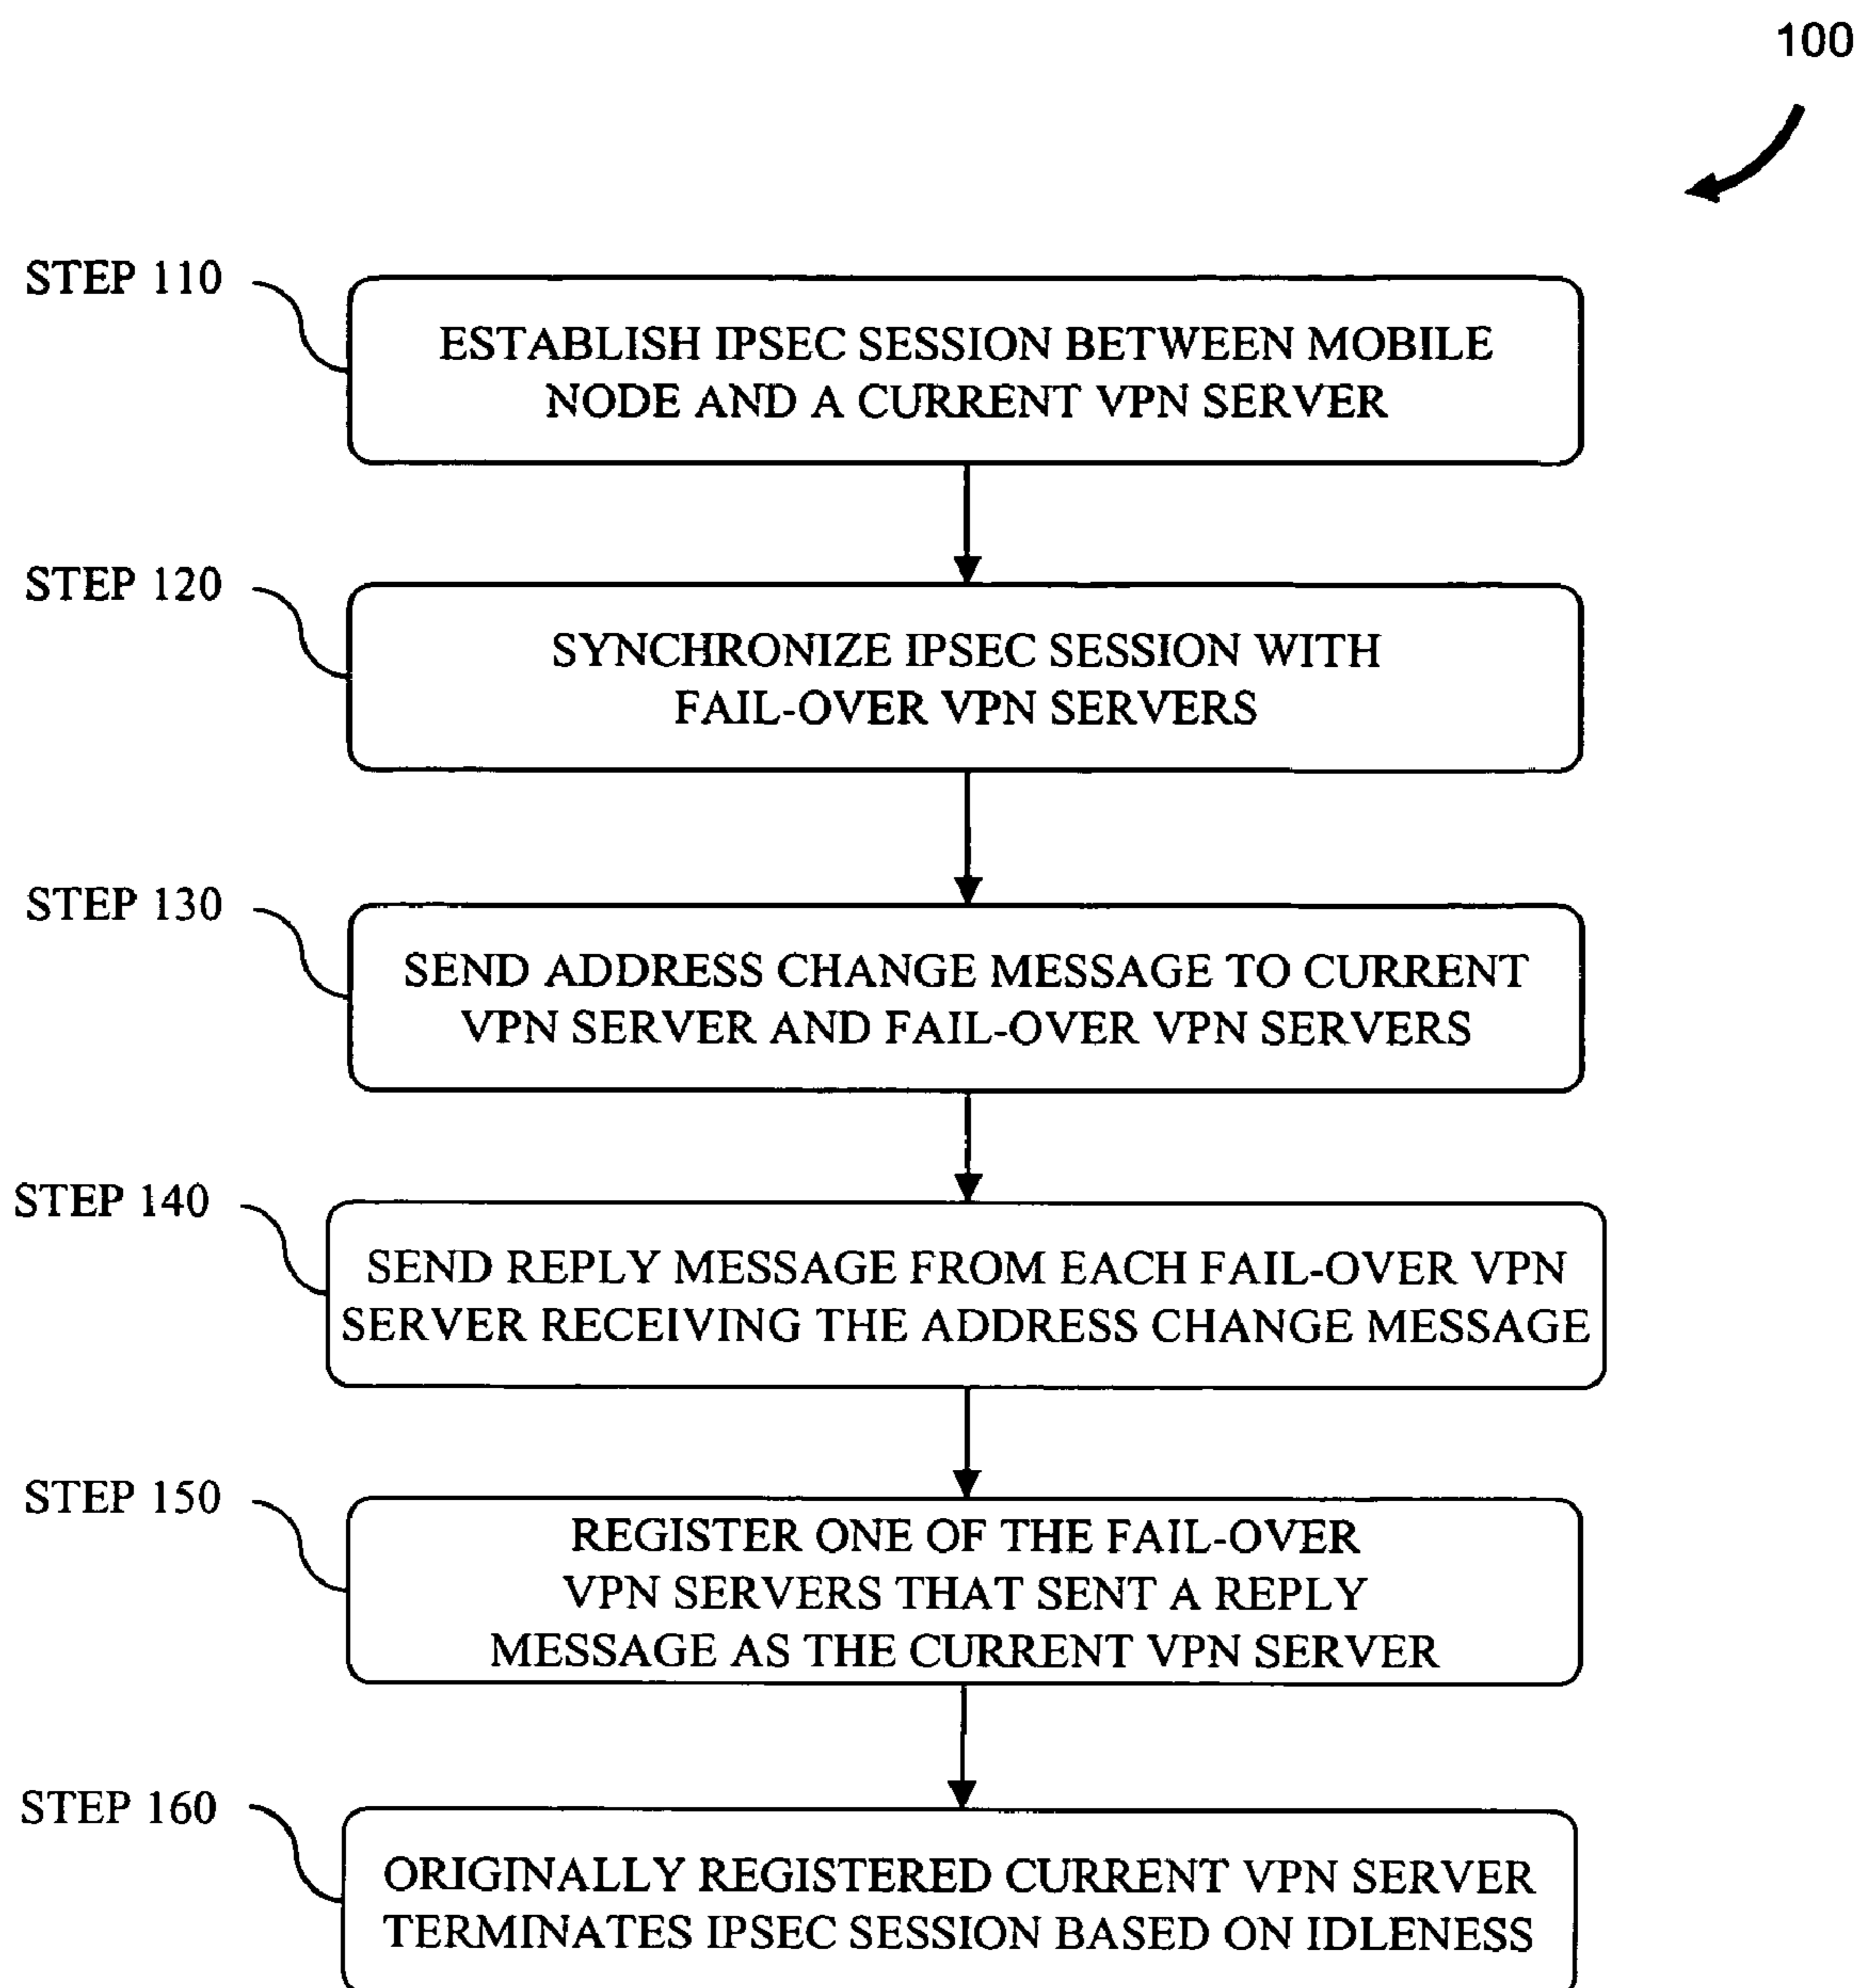 100
STEP 110
ESTABLISH IPSEC SESSION BETWEEN MOBILE
NODE AND A CURRENT VPN SERVER
STEP 120
SYNCHRONIZE IPSEC SESSION WITH
FAIL-OVER VPN SERVERS
STEP 130
SEND ADDRESS CHANGE MESSAGE TO CURRENT
VPN SERVER AND FAIL-OVER VPN SERVERS
STEP 140
SEND REPLY MESSAGE FROM EACH FAIL-OVER VPN
SERVER RECEIVING THE ADDRESS CHANGE MESSAGE
STEP 150
REGISTER ONE OF THE FAIL-OVER
VPN SERVERS THAT SENT A REPLY
MESSAGE AS THE CURRENT VPN SERVER
STEP 160
ORIGINALLY REGISTERED CURRENT VPN SERVER
TERMINATES IPSEC SESSION BASED ON IDLENESS